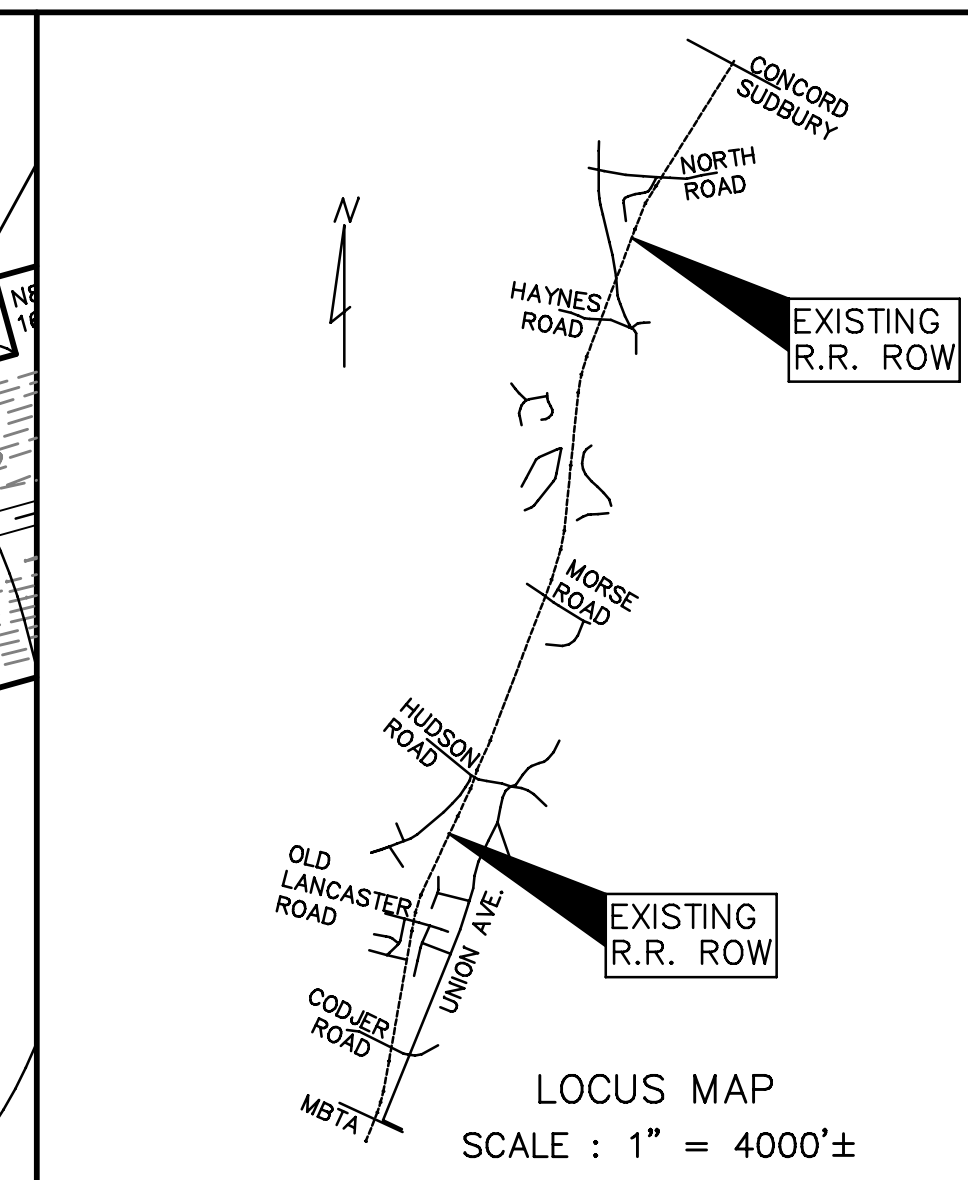 CONCORD
SUDBURY
NORTH
ROAD
N
HAYNES
ROAD
EXISTING
R.R. ROW
MORSE
ROAD
HUDSON
ROAD
OLD
LANCASTER
ROAD
UNION AVE.
EXISTING
R.R. ROW
CODJER
ROAD
MBTA
LOCUS MAP
SCALE : 1" = 4000'±